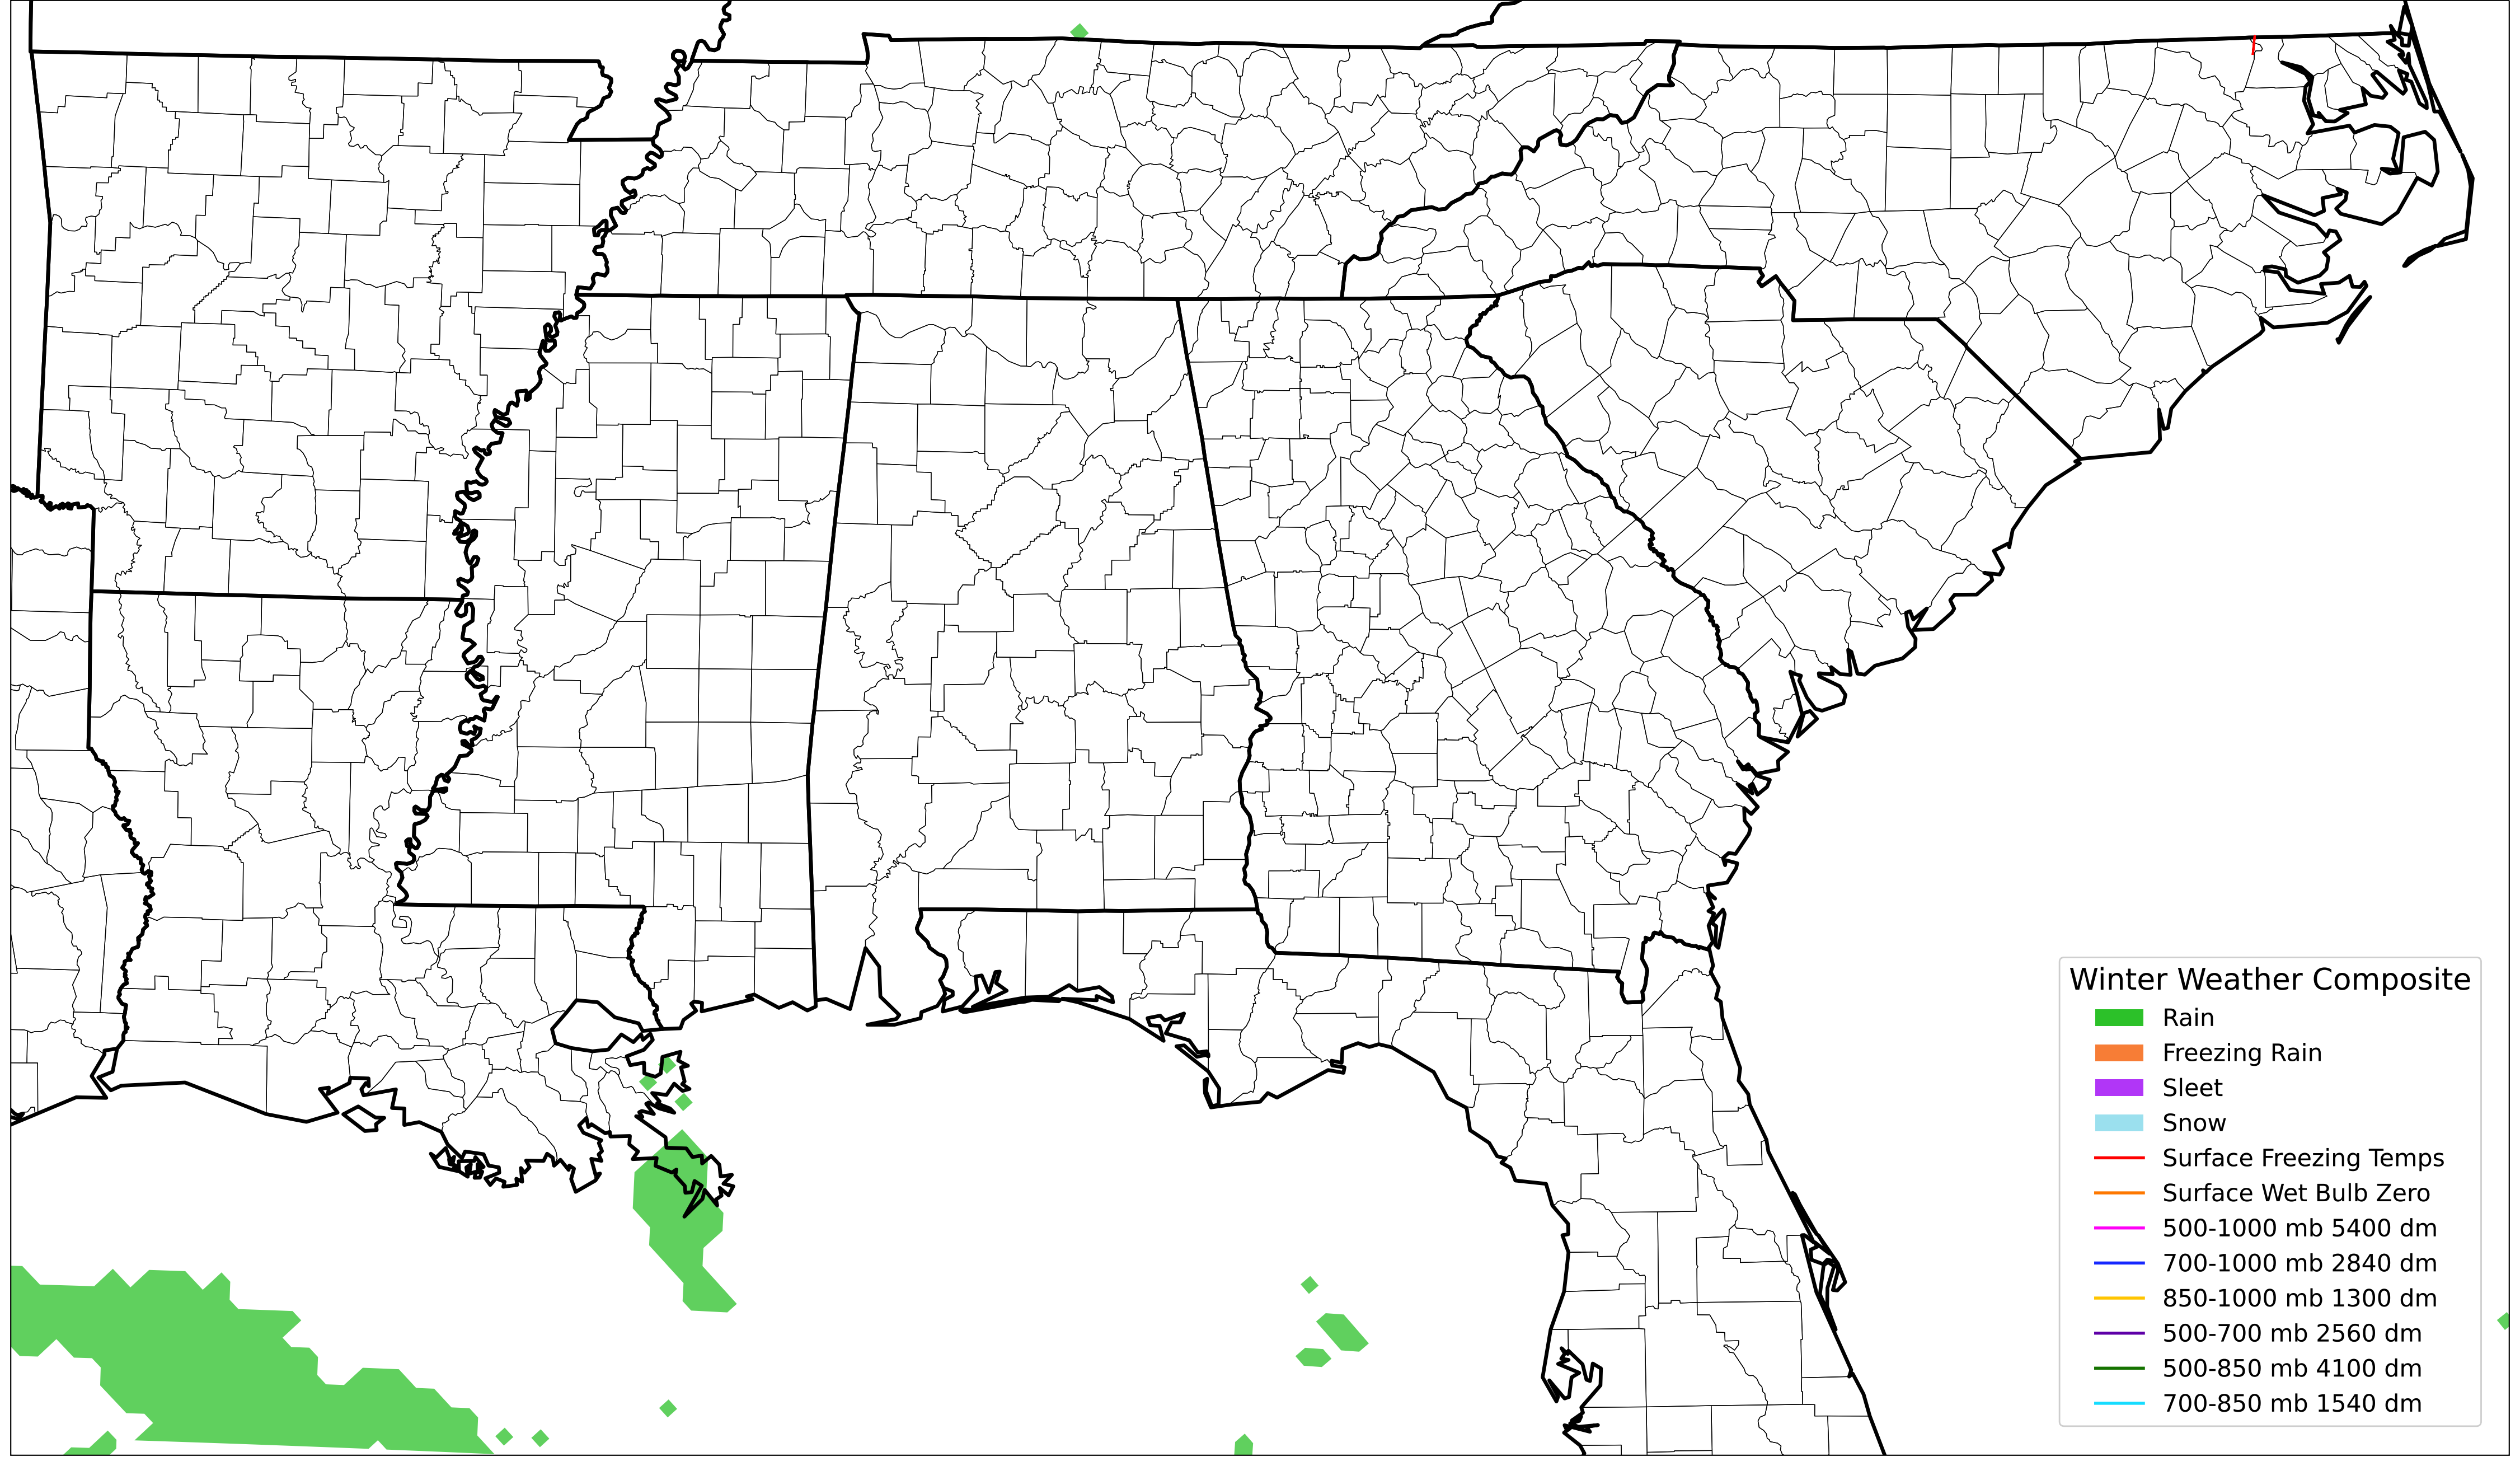 Winter Weather Composite
Rain
Freezing Rain
Sleet
Snow
Surface Freezing Temps
Surface Wet Bulb Zero
500-1000 mb 5400 dm
700-1000 mb 2840 dm
850-1000 mb 1300 dm
500-700 mb 2560 dm
500-850 mb 4100 dm
700-850 mb 1540 dm